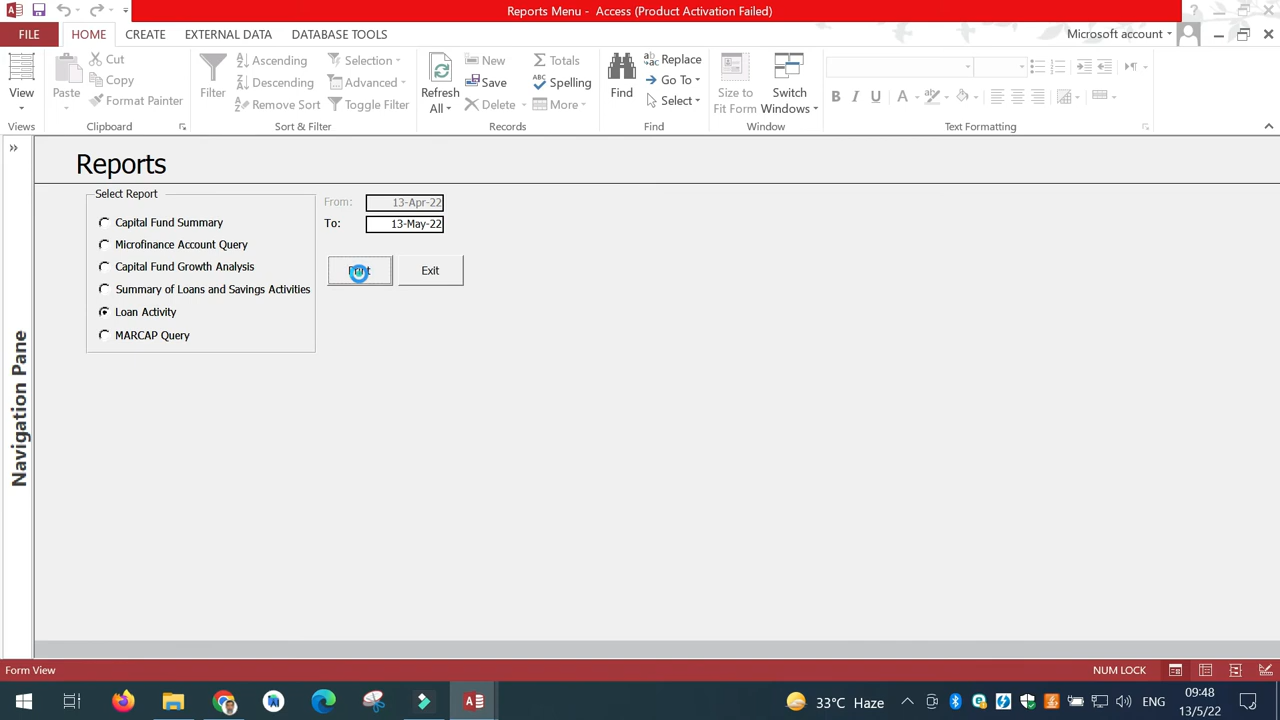 Reports Menu - Access (Product Activation Failed)
FILE HOME CREATE EXTERNAL DATA DATABASE TOOLS Microsoft account
View
Views
Paste
Cut
Copy
Format Painter
Clipboard
Filter
Ascending
Descending
Remove Sort
Selection
Advanced
Toggle Filter
Sort & Filter
Refresh
All
New
Save
Delete
Totals
Spelling
More
Records
Find
Replace
Go To
Select
Find
Size to
Fit Form
Switch
Windows
Window
B I U A
Text Formatting
Navigation Pane
Reports
Select Report
Capital Fund Summary
Microfinance Account Query
Capital Fund Growth Analysis
Summary of Loans and Savings Activities
Loan Activity
MARCAP Query
From: 13-Apr-22
To: 13-May-22
Print Exit
Form View NUM LOCK
33°C Haze ENG
09:48
13/5/22